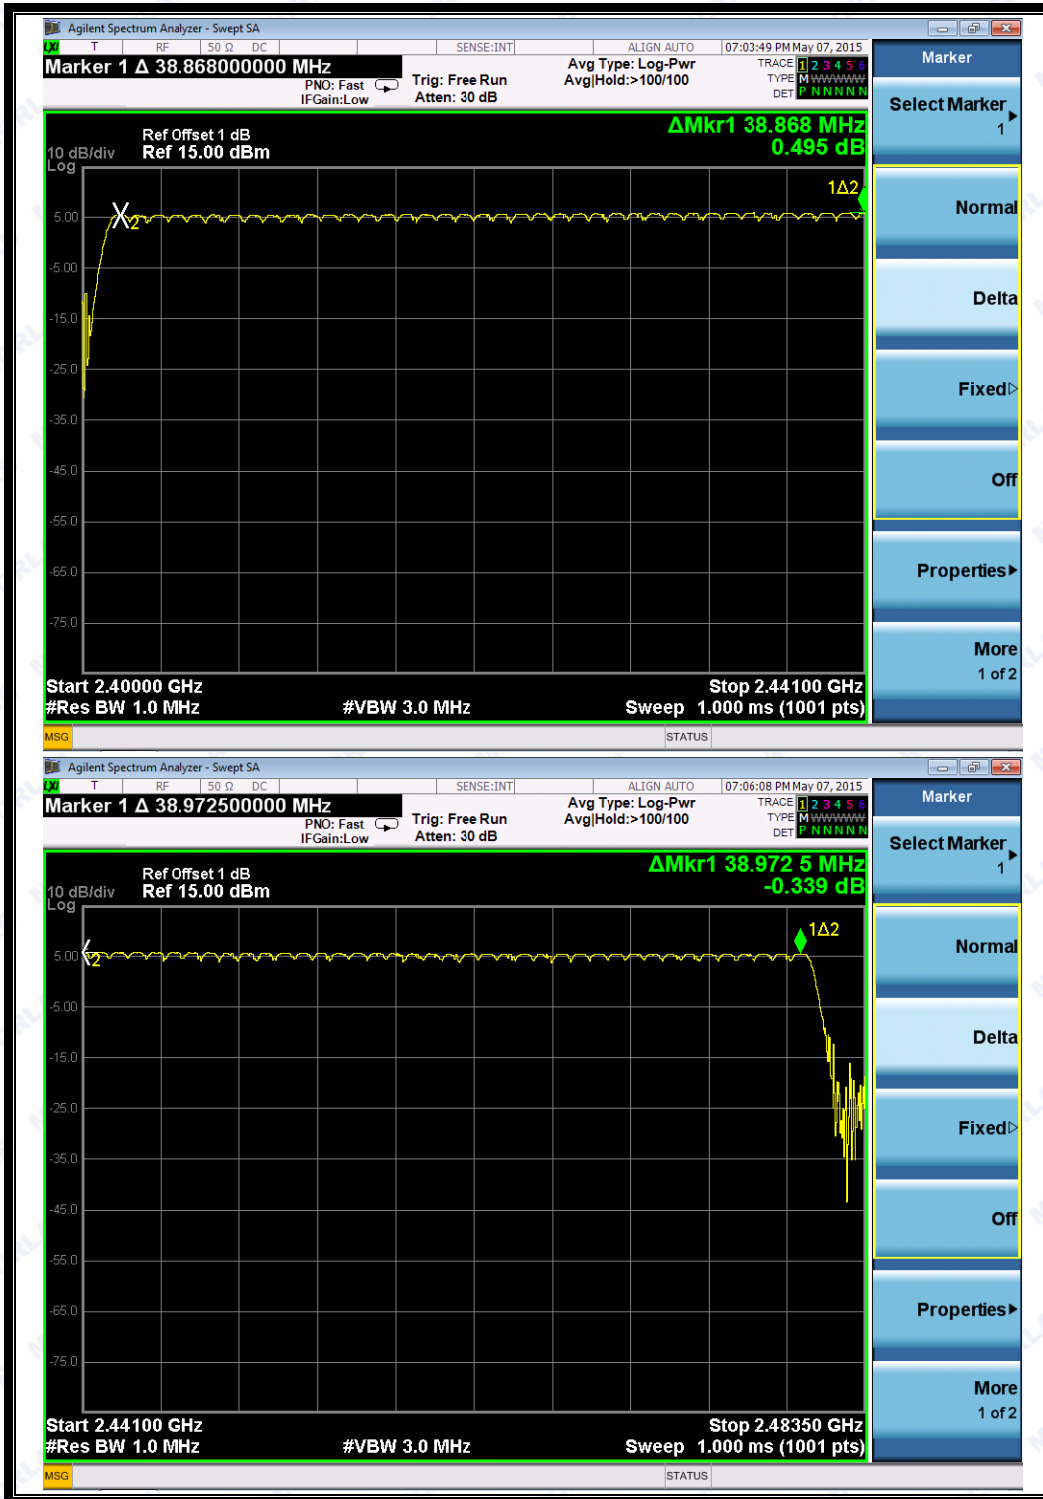 Agilent Spectrum Analyzer - Swept SA
LXI T RF 50 Ω DC SENSE:INT ALIGN AUTO 07:03:49 PM May 07, 2015
Marker 1 Δ 38.868000000 MHz
PNO: Fast
IFGain:Low
Trig: Free Run
Atten: 30 dB
Avg Type: Log-Pwr
Avg|Hold:>100/100
TRACE 1 2 3 4 5 6
TYPE M WWWWW
DET P N N N N N
ΔMkr1 38.868 MHz
0.495 dB
Ref Offset 1 dB
10 dB/div Ref 15.00 dBm
Log
1Δ2
5.00
2
-5.00
-15.0
-25.0
-35.0
-45.0
-55.0
-65.0
-75.0
Start 2.40000 GHz Stop 2.44100 GHz
#Res BW 1.0 MHz #VBW 3.0 MHz Sweep 1.000 ms (1001 pts)
MSG STATUS
Marker
Select Marker
1
Normal
Delta
Fixed
Off
Properties
More
1 of 2
Agilent Spectrum Analyzer - Swept SA
LXI T RF 50 Ω DC SENSE:INT ALIGN AUTO 07:06:08 PM May 07, 2015
Marker 1 Δ 38.972500000 MHz
PNO: Fast
IFGain:Low
Trig: Free Run
Atten: 30 dB
Avg Type: Log-Pwr
Avg|Hold:>100/100
TRACE 1 2 3 4 5 6
TYPE M WWWWW
DET P N N N N N
ΔMkr1 38.972 5 MHz
-0.339 dB
Ref Offset 1 dB
10 dB/div Ref 15.00 dBm
Log
1Δ2
5.00
2
-5.00
-15.0
-25.0
-35.0
-45.0
-55.0
-65.0
-75.0
Start 2.44100 GHz Stop 2.48350 GHz
#Res BW 1.0 MHz #VBW 3.0 MHz Sweep 1.000 ms (1001 pts)
MSG STATUS
Marker
Select Marker
1
Normal
Delta
Fixed
Off
Properties
More
1 of 2